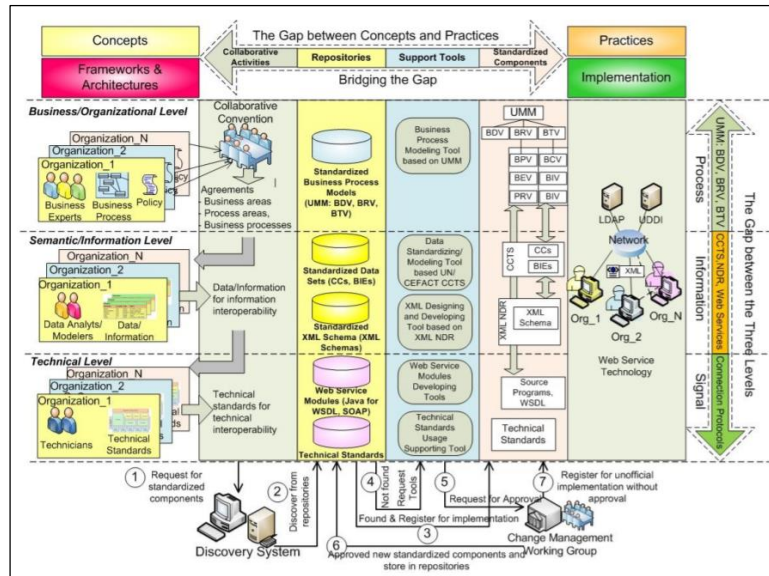 Concepts
The Gap between Concepts and Practices
Practices
Collaborative
Activities
Repositories
Support Tools
Standardized
Components
Frameworks &
Architectures
Bridging the Gap
Implementation
Business/Organizational Level
Organization_N
Organization_2
Organization_1
Business
Experts
Business
Process
Policy
Collaborative
Convention
Agreements
- Business areas
- Process areas,
- Business processes
Standardized
Business Process
Models
(UMM: BDV, BRV,
BTV)
Business
Process
Modeling Tool
based on UMM
UMM
BDV
BRV
BTV
BPV
BCV
BEV
BIV
PRV
BIV
LDAP
UDDI
Network
XML
Org_1
Org_2
Org_N
Web Service
Technology
UMM: BDV, BRV, BTV
Process
CCTS,NDR, Web Services
Information
Connection Protocols
Signal
The Gap between the Three Levels
Semantic/Information Level
Organization_N
Organization_2
Organization_1
Data Analysts/
Modelers
Data/
Information
Data/Information
for information
interoperability
Standardized Data
Sets (CCs, BIEs)
Standardized
XML Schema (XML
Schemas)
Data
Standardizing/
Modeling Tool
based UN/
CEFACT CCTS
XML Designing
and Developing
Tool based on
XML NDR
CCTS
CCs
BIEs
XML NDR
XML
Schema
Technical Level
Organization_N
Organization_2
Organization_1
Technicians
Technical
Standards
Technical
standards for
technical
interoperability
Web Service
Modules (Java for
WSDL, SOAP)
Technical Standards
Web Service
Modules
Developing
Tools
Technical
Standards
Usage
Supporting Tool
Source
Programs,
WSDL
Technical
Standards
1
Request for
standardized
components
2
Discover from
repositories
4
Not found
Request
Tools
5
Request for Approval
7
Register for unofficial
implementation without
approval
Found & Register for implementation
3
6
Discovery System
Approved new standardized components and
store in repositories
Change Management
Working Group